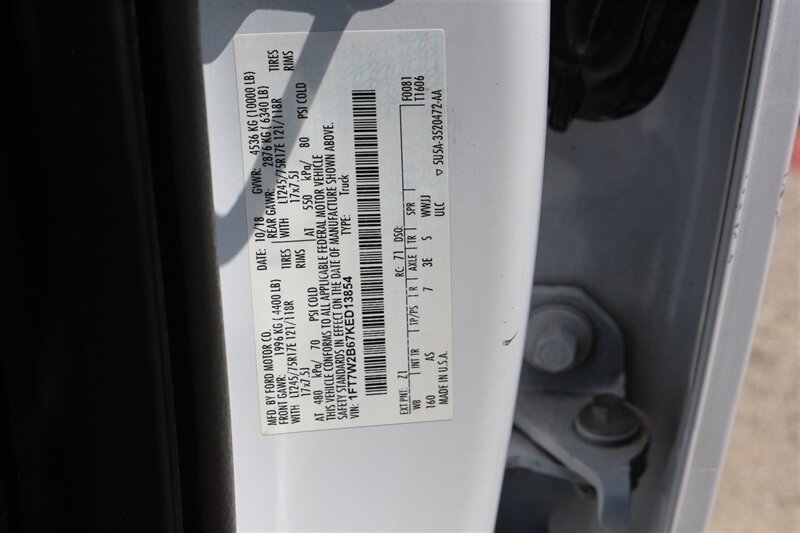 MFD. BY FORD MOTOR CO.
DATE: 10/18 GVWR: 4536 KG (10000 LB)
FRONT GAWR: 1996 KG (4400 LB) REAR GAWR: 2876 KG (6340 LB)
WITH LT245/75R17E 121/118R TIRES WITH LT245/75R17E 121/118R TIRES
17x7.5J RIMS 17x7.5J RIMS
AT 480 kPa/ 70 PSI COLD AT 550 kPa/ 80 PSI COLD
THIS VEHICLE CONFORMS TO ALL APPLICABLE FEDERAL MOTOR VEHICLE
SAFETY STANDARDS IN EFFECT ON THE DATE OF MANUFACTURE SHOWN ABOVE.
VIN: 1FT7W2B67KED13854 TYPE: Truck
F0081
T1606
EXT PNT: Z1 RC: 71 DSO:
WB INT TR TP/PS R AXLE TR SPR
160 AS 7 3E S WWJJ
MADE IN U.S.A. ULC
5U5A-3520472-AA